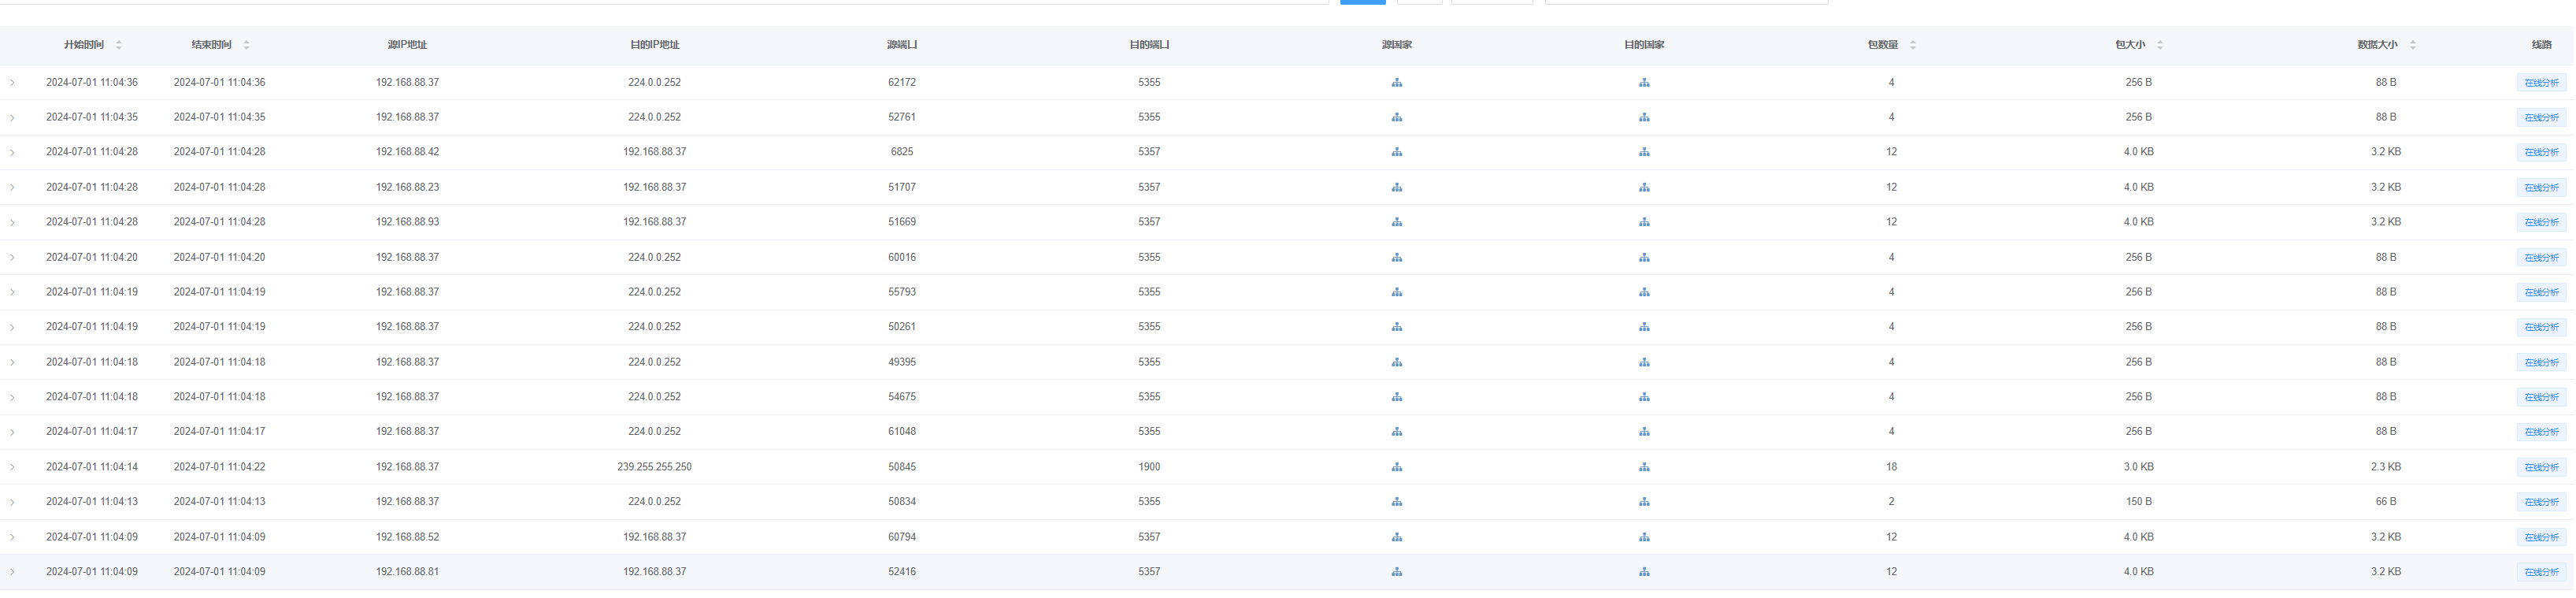 开始时间 结束时间 源IP地址 目的IP地址 源端口 目的端口 源国家 目的国家 包数量 包大小 数据大小 线路
2024-07-01 11:04:36 2024-07-01 11:04:36 192.168.88.37 224.0.0.252 62172 5355 4 256 B 88 B 在线分析
2024-07-01 11:04:35 2024-07-01 11:04:35 192.168.88.37 224.0.0.252 52761 5355 4 256 B 88 B 在线分析
2024-07-01 11:04:28 2024-07-01 11:04:28 192.168.88.42 192.168.88.37 6825 5357 12 4.0 KB 3.2 KB 在线分析
2024-07-01 11:04:28 2024-07-01 11:04:28 192.168.88.23 192.168.88.37 51707 5357 12 4.0 KB 3.2 KB 在线分析
2024-07-01 11:04:28 2024-07-01 11:04:28 192.168.88.93 192.168.88.37 51669 5357 12 4.0 KB 3.2 KB 在线分析
2024-07-01 11:04:20 2024-07-01 11:04:20 192.168.88.37 224.0.0.252 60016 5355 4 256 B 88 B 在线分析
2024-07-01 11:04:19 2024-07-01 11:04:19 192.168.88.37 224.0.0.252 55793 5355 4 256 B 88 B 在线分析
2024-07-01 11:04:19 2024-07-01 11:04:19 192.168.88.37 224.0.0.252 50261 5355 4 256 B 88 B 在线分析
2024-07-01 11:04:18 2024-07-01 11:04:18 192.168.88.37 224.0.0.252 49395 5355 4 256 B 88 B 在线分析
2024-07-01 11:04:18 2024-07-01 11:04:18 192.168.88.37 224.0.0.252 54675 5355 4 256 B 88 B 在线分析
2024-07-01 11:04:17 2024-07-01 11:04:17 192.168.88.37 224.0.0.252 61048 5355 4 256 B 88 B 在线分析
2024-07-01 11:04:14 2024-07-01 11:04:22 192.168.88.37 239.255.255.250 50845 1900 18 3.0 KB 2.3 KB 在线分析
2024-07-01 11:04:13 2024-07-01 11:04:13 192.168.88.37 224.0.0.252 50834 5355 2 150 B 66 B 在线分析
2024-07-01 11:04:09 2024-07-01 11:04:09 192.168.88.52 192.168.88.37 60794 5357 12 4.0 KB 3.2 KB 在线分析
2024-07-01 11:04:09 2024-07-01 11:04:09 192.168.88.81 192.168.88.37 52416 5357 12 4.0 KB 3.2 KB 在线分析